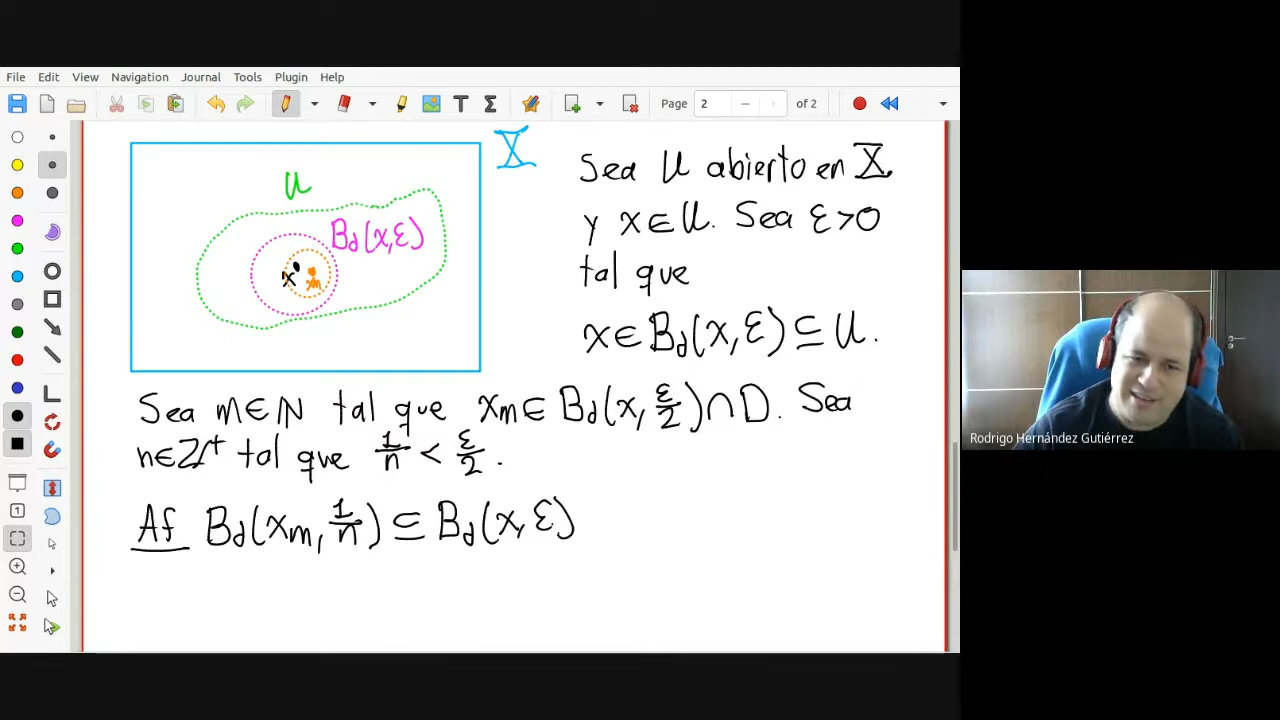 File Edit View Navigation Journal Tools Plugin Help
Page 2 of 2
X
Sea U abierto en X
U
y x ∈ U. Sea ε > 0
B_d(x,ε)
tal que
x
m
x ∈ B_d(x, ε) ⊆ U.
Sea m ∈ ℕ tal que x_m ∈ B_d(x, ε/2) ∩ D. Sea
n ∈ ℤ⁺ tal que 1/n < ε/2.
Af B_d(x_m, 1/n) ⊆ B_d(x, ε)
Rodrigo Hernández Gutiérrez